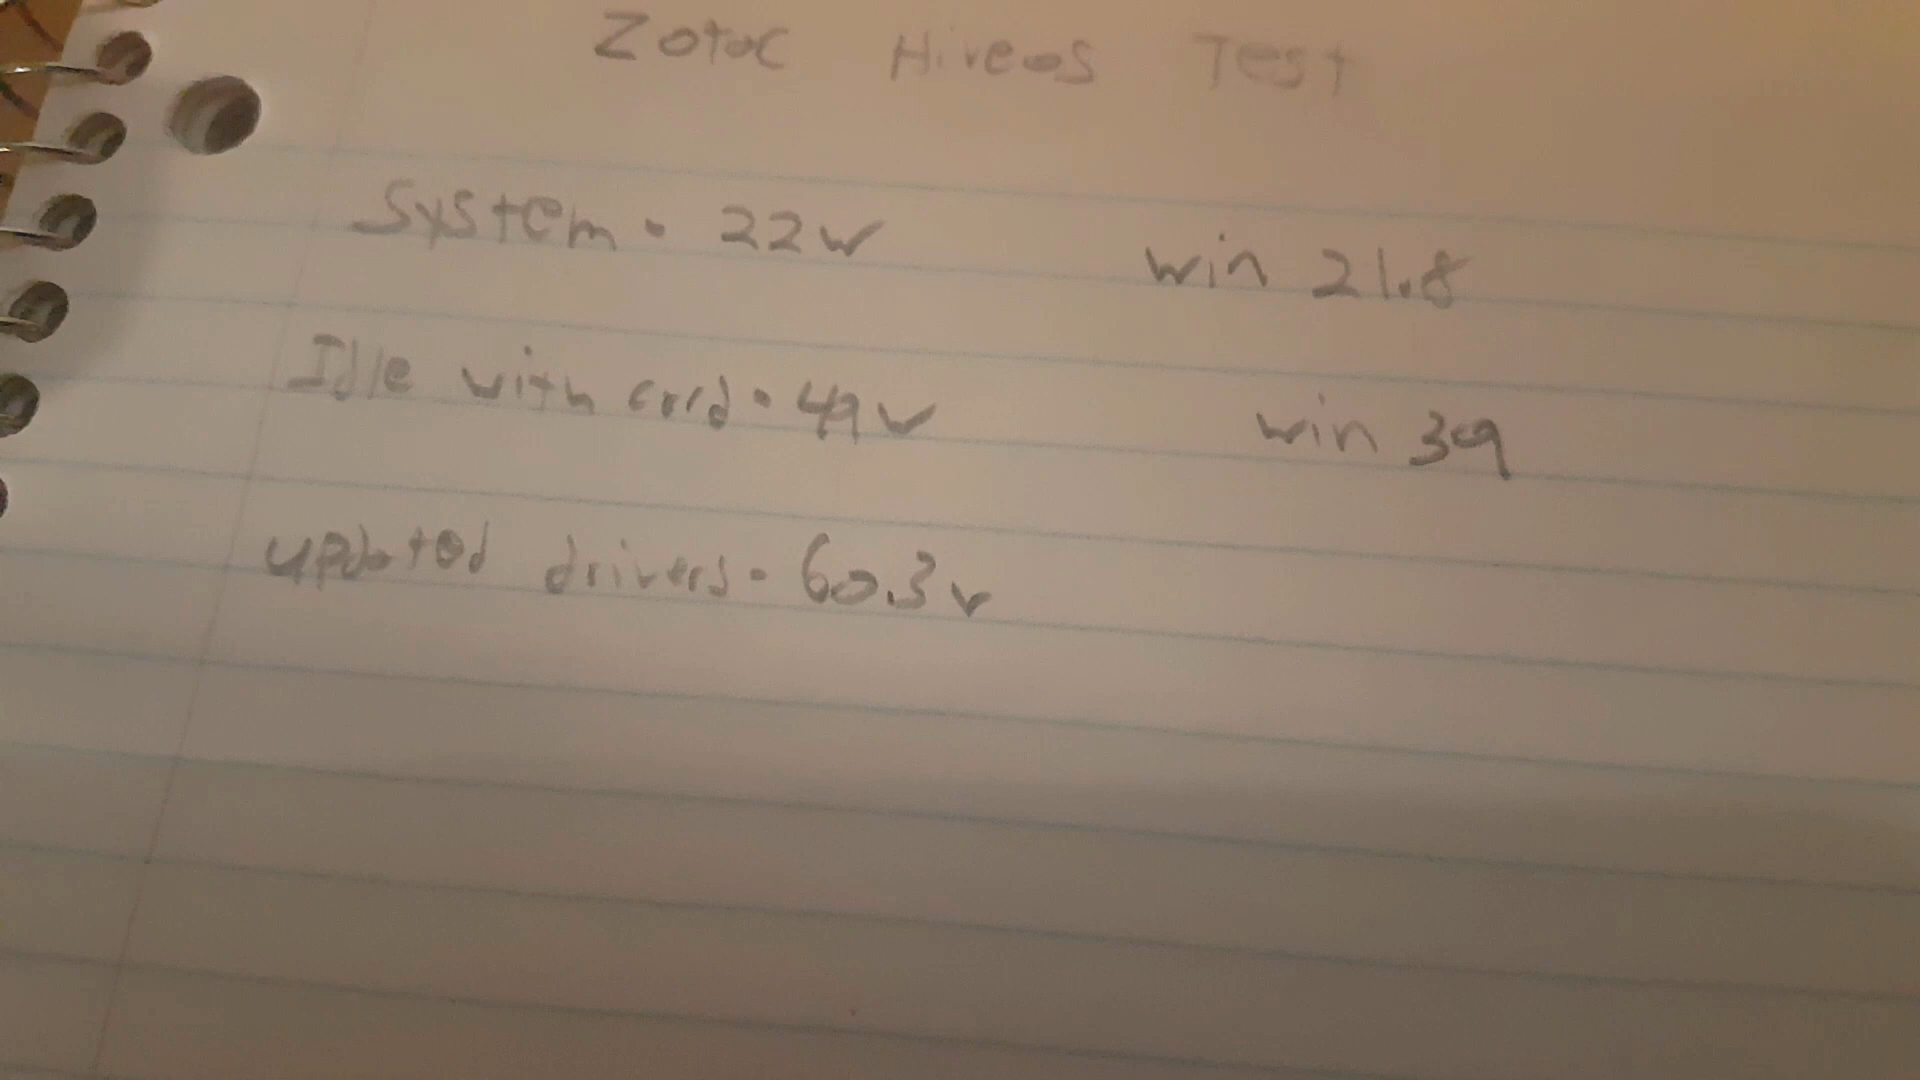 Zotac Hiveos Test
System - 22w win 21.8
Idle with card - 49w win 39
updated drivers - 60.3w